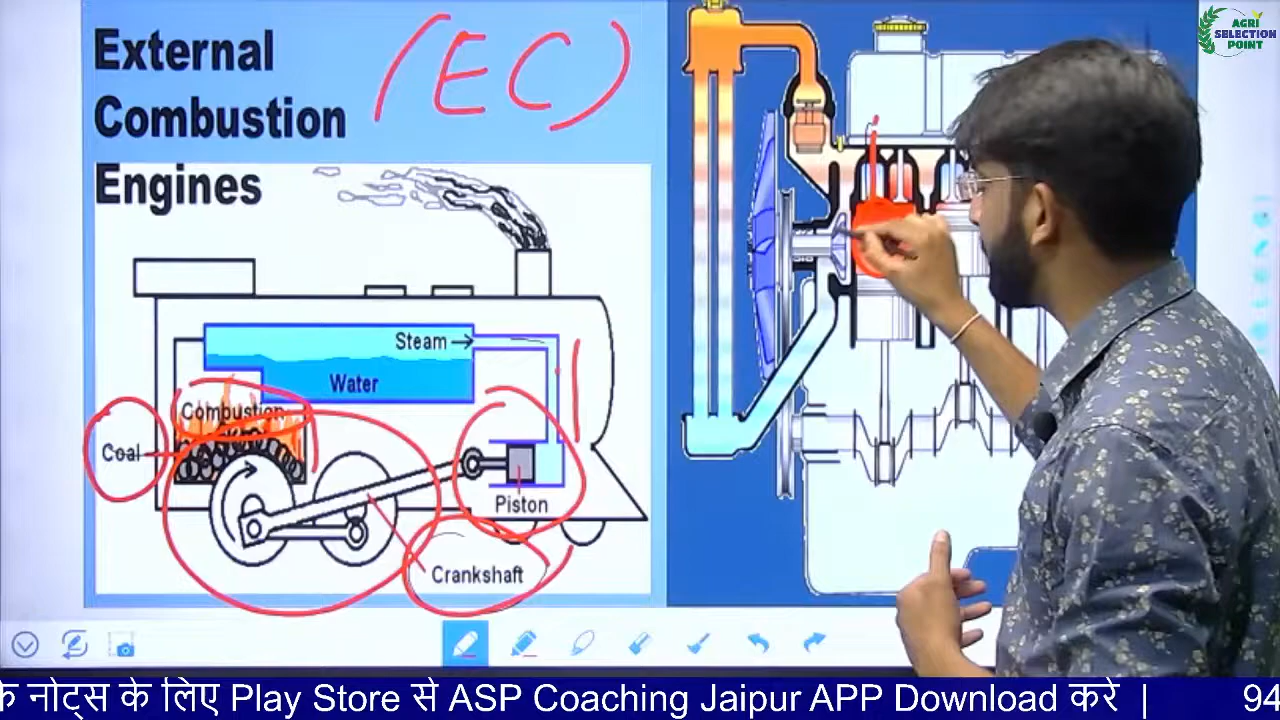 External
Combustion
Engines
(EC)
AGRI
SELECTION
POINT
Steam
Water
Combustion
Coal
Piston
Crankshaft
के नोट्स के लिए Play Store से ASP Coaching Jaipur APP Download करें | 94